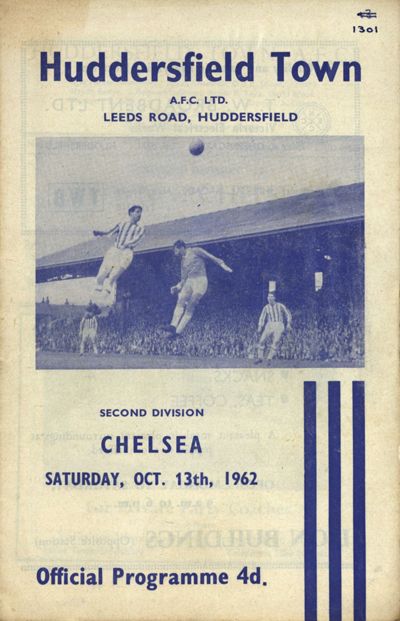 1301
Huddersfield Town
A.F.C. LTD.
LEEDS ROAD, HUDDERSFIELD
SECOND DIVISION
CHELSEA
SATURDAY, OCT. 13th, 1962
Official Programme 4d.